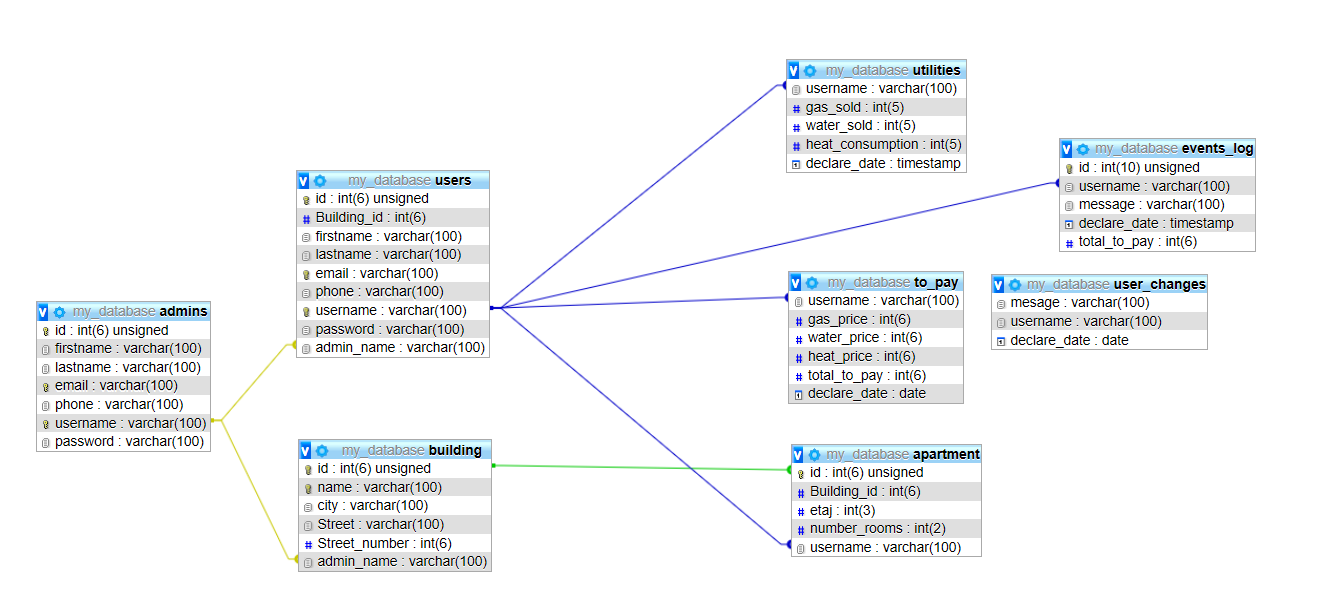 my_database utilities
username : varchar(100)
gas_sold : int(5)
water_sold : int(5)
heat_consumption : int(5)
declare_date : timestamp
my_database events_log
id : int(10) unsigned
username : varchar(100)
message : varchar(100)
declare_date : timestamp
total_to_pay : int(6)
my_database users
id : int(6) unsigned
Building_id : int(6)
firstname : varchar(100)
lastname : varchar(100)
email : varchar(100)
phone : varchar(100)
username : varchar(100)
password : varchar(100)
admin_name : varchar(100)
my_database to_pay
username : varchar(100)
gas_price : int(6)
water_price : int(6)
heat_price : int(6)
total_to_pay : int(6)
declare_date : date
my_database user_changes
mesage : varchar(100)
username : varchar(100)
declare_date : date
my_database admins
id : int(6) unsigned
firstname : varchar(100)
lastname : varchar(100)
email : varchar(100)
phone : varchar(100)
username : varchar(100)
password : varchar(100)
my_database building
id : int(6) unsigned
name : varchar(100)
city : varchar(100)
Street : varchar(100)
Street_number : int(6)
admin_name : varchar(100)
my_database apartment
id : int(6) unsigned
Building_id : int(6)
etaj : int(3)
number_rooms : int(2)
username : varchar(100)